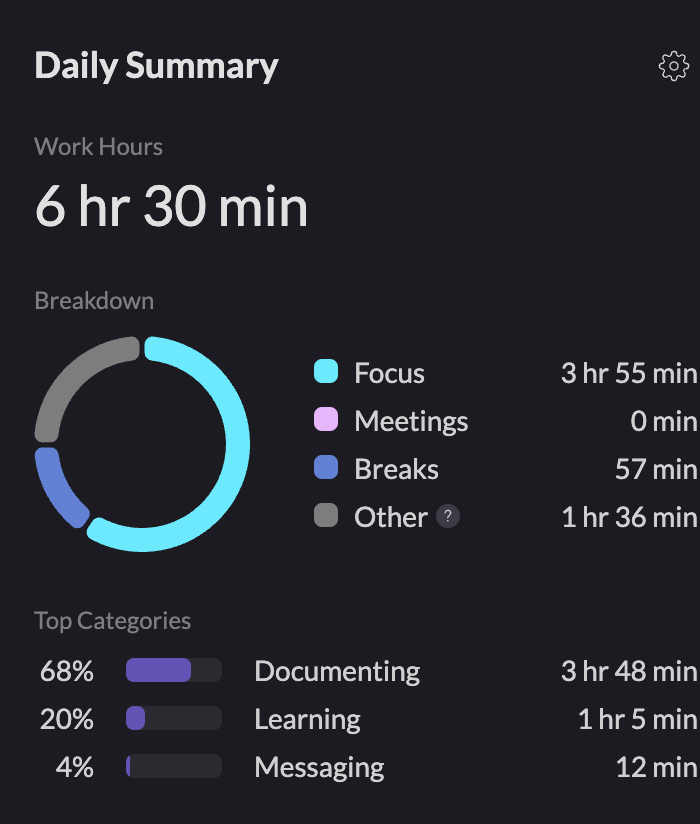 Daily Summary
Work Hours
6 hr 30 min
Breakdown
Focus 3 hr 55 min
Meetings 0 min
Breaks 57 min
Other ? 1 hr 36 min
Top Categories
68% Documenting 3 hr 48 min
20% Learning 1 hr 5 min
4% Messaging 12 min